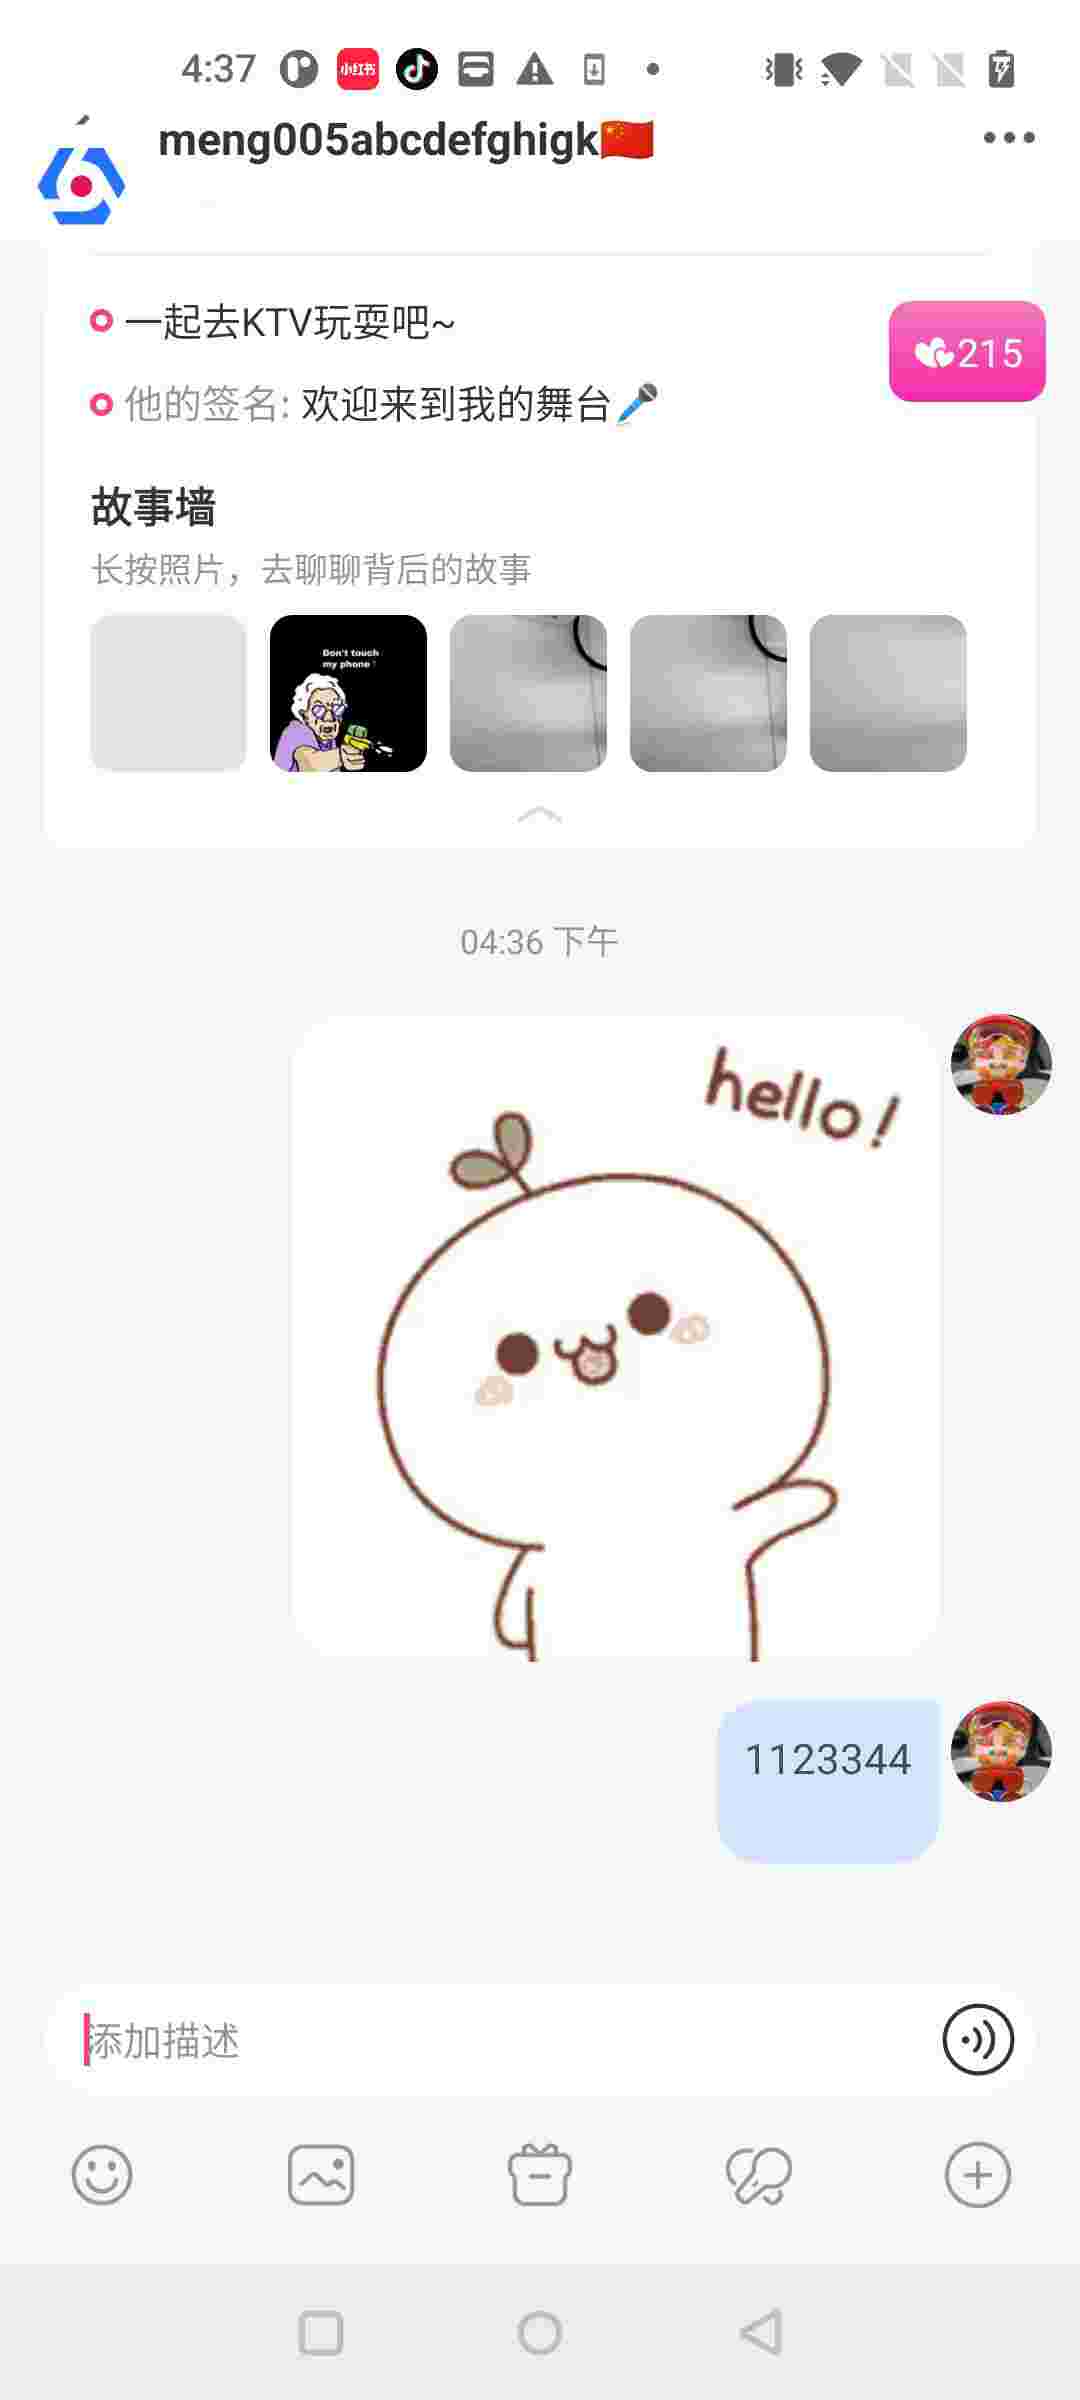 4:37
小红书
meng005abcdefghigk🇨🇳
一起去KTV玩耍吧~
215
他的签名: 欢迎来到我的舞台🎤
故事墙
长按照片，去聊聊背后的故事
Don't touch
my phone !
04:36 下午
hello!
1123344
添加描述